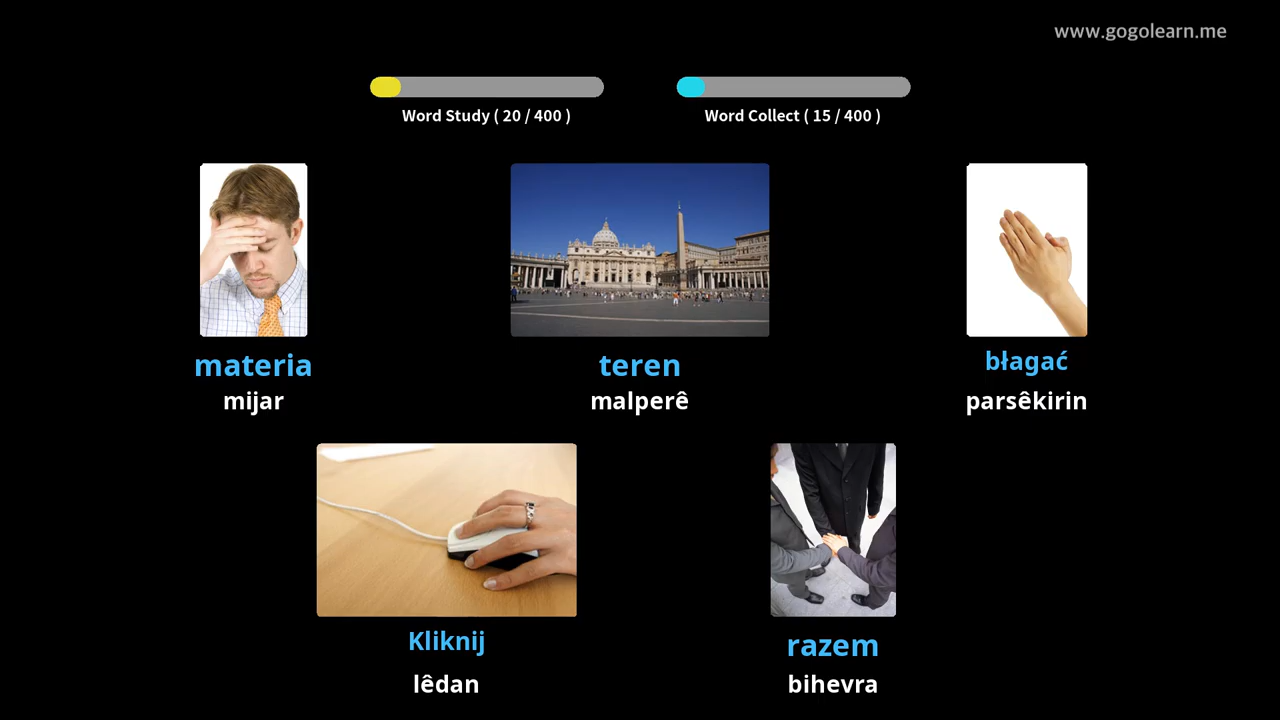 www.gogolearn.me
Word Study ( 20 / 400 )
Word Collect ( 15 / 400 )
materia
mijar
teren
malperê
błagać
parsêkirin
Kliknij
lêdan
razem
bihevra